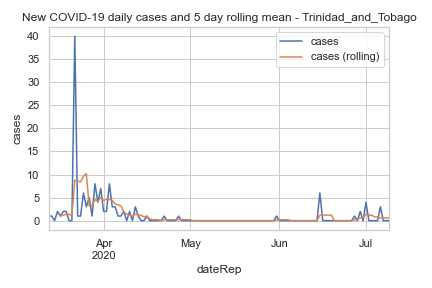 New COVID-19 daily cases and 5 day rolling mean - Trinidad_and_Tobago
cases
cases (rolling)
cases
40
35
30
25
20
15
10
5
0
Apr
2020
May
Jun
Jul
dateRep